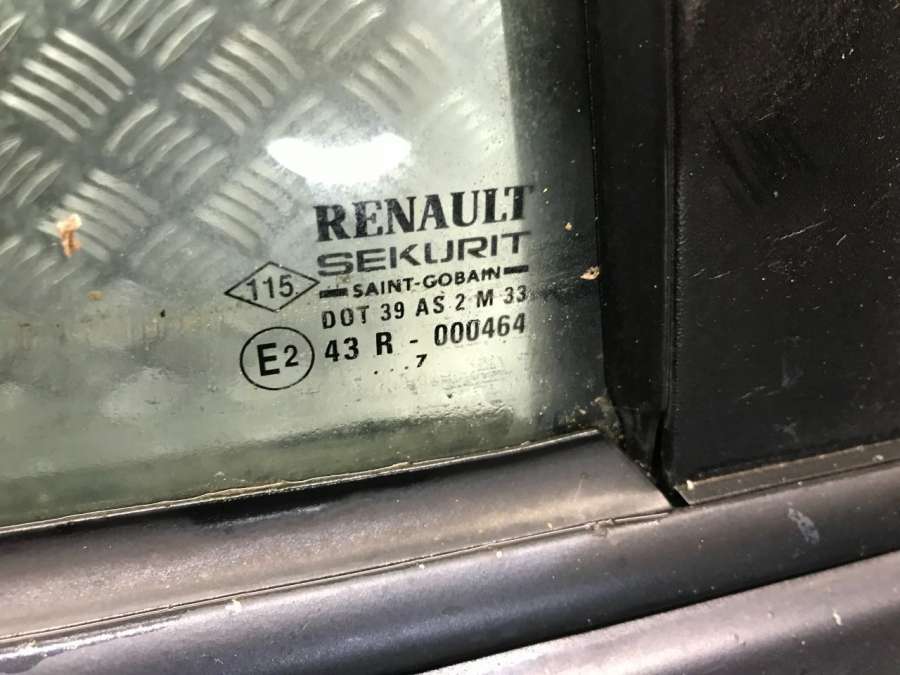 RENAULT
SEKURIT
115.
SAINT-GOBAIN
DOT 39 AS 2 M 33
E2
43 R - 000464
...7